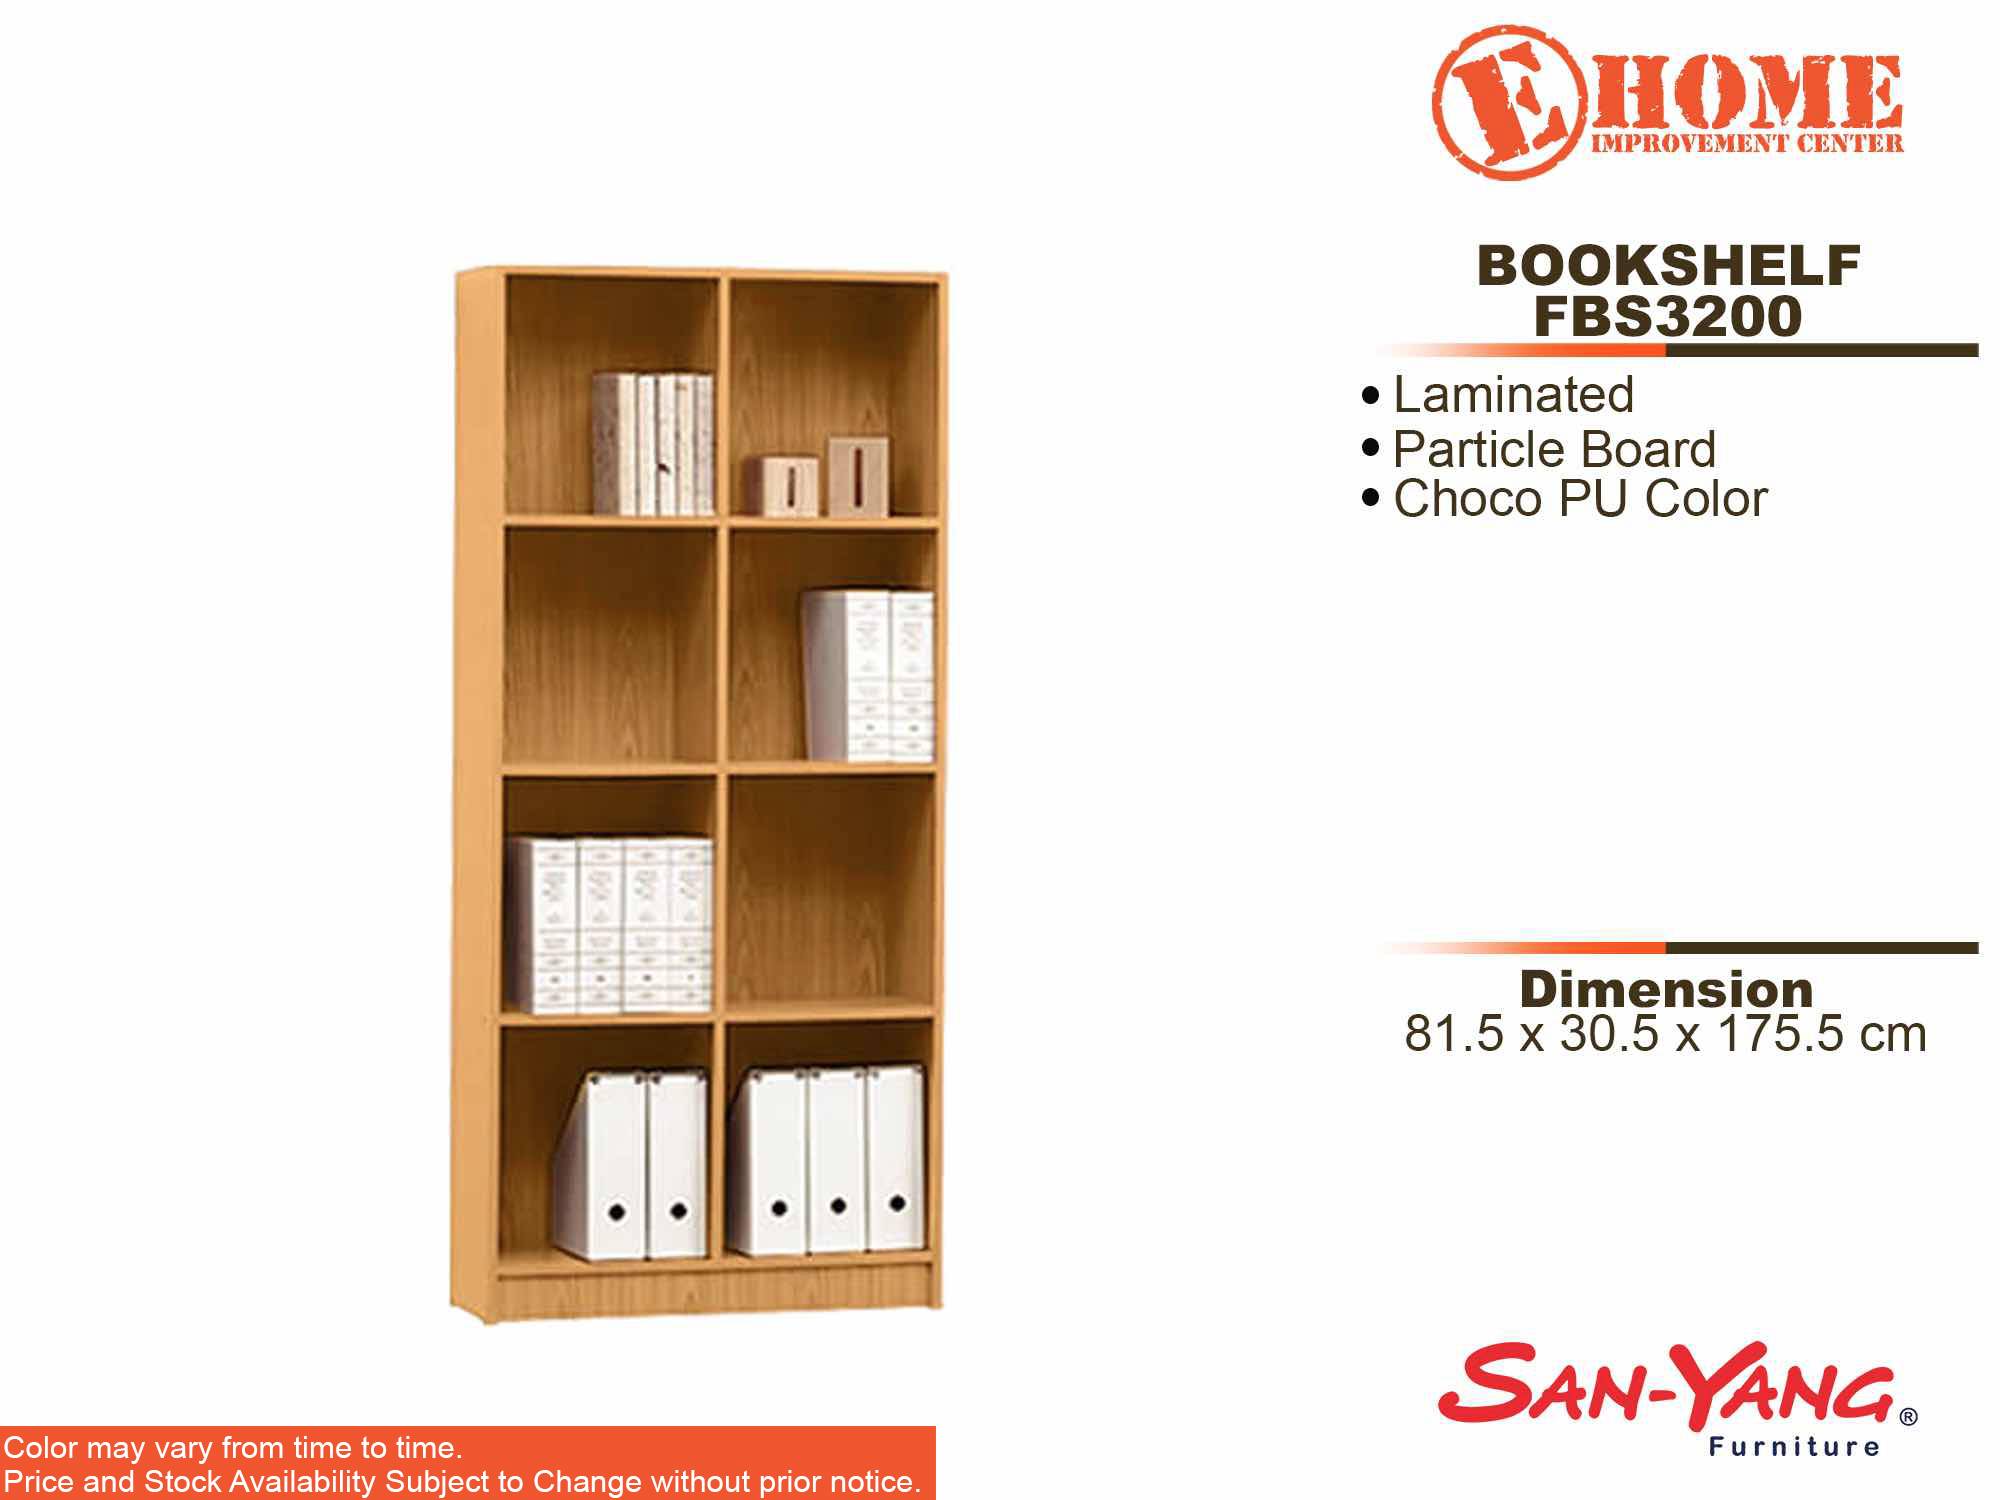 E HOME
IMPROVEMENT CENTER
BOOKSHELF
FBS3200
• Laminated
• Particle Board
• Choco PU Color
Dimension
81.5 x 30.5 x 175.5 cm
SAN-YANG®
Furniture
Color may vary from time to time.
Price and Stock Availability Subject to Change without prior notice.